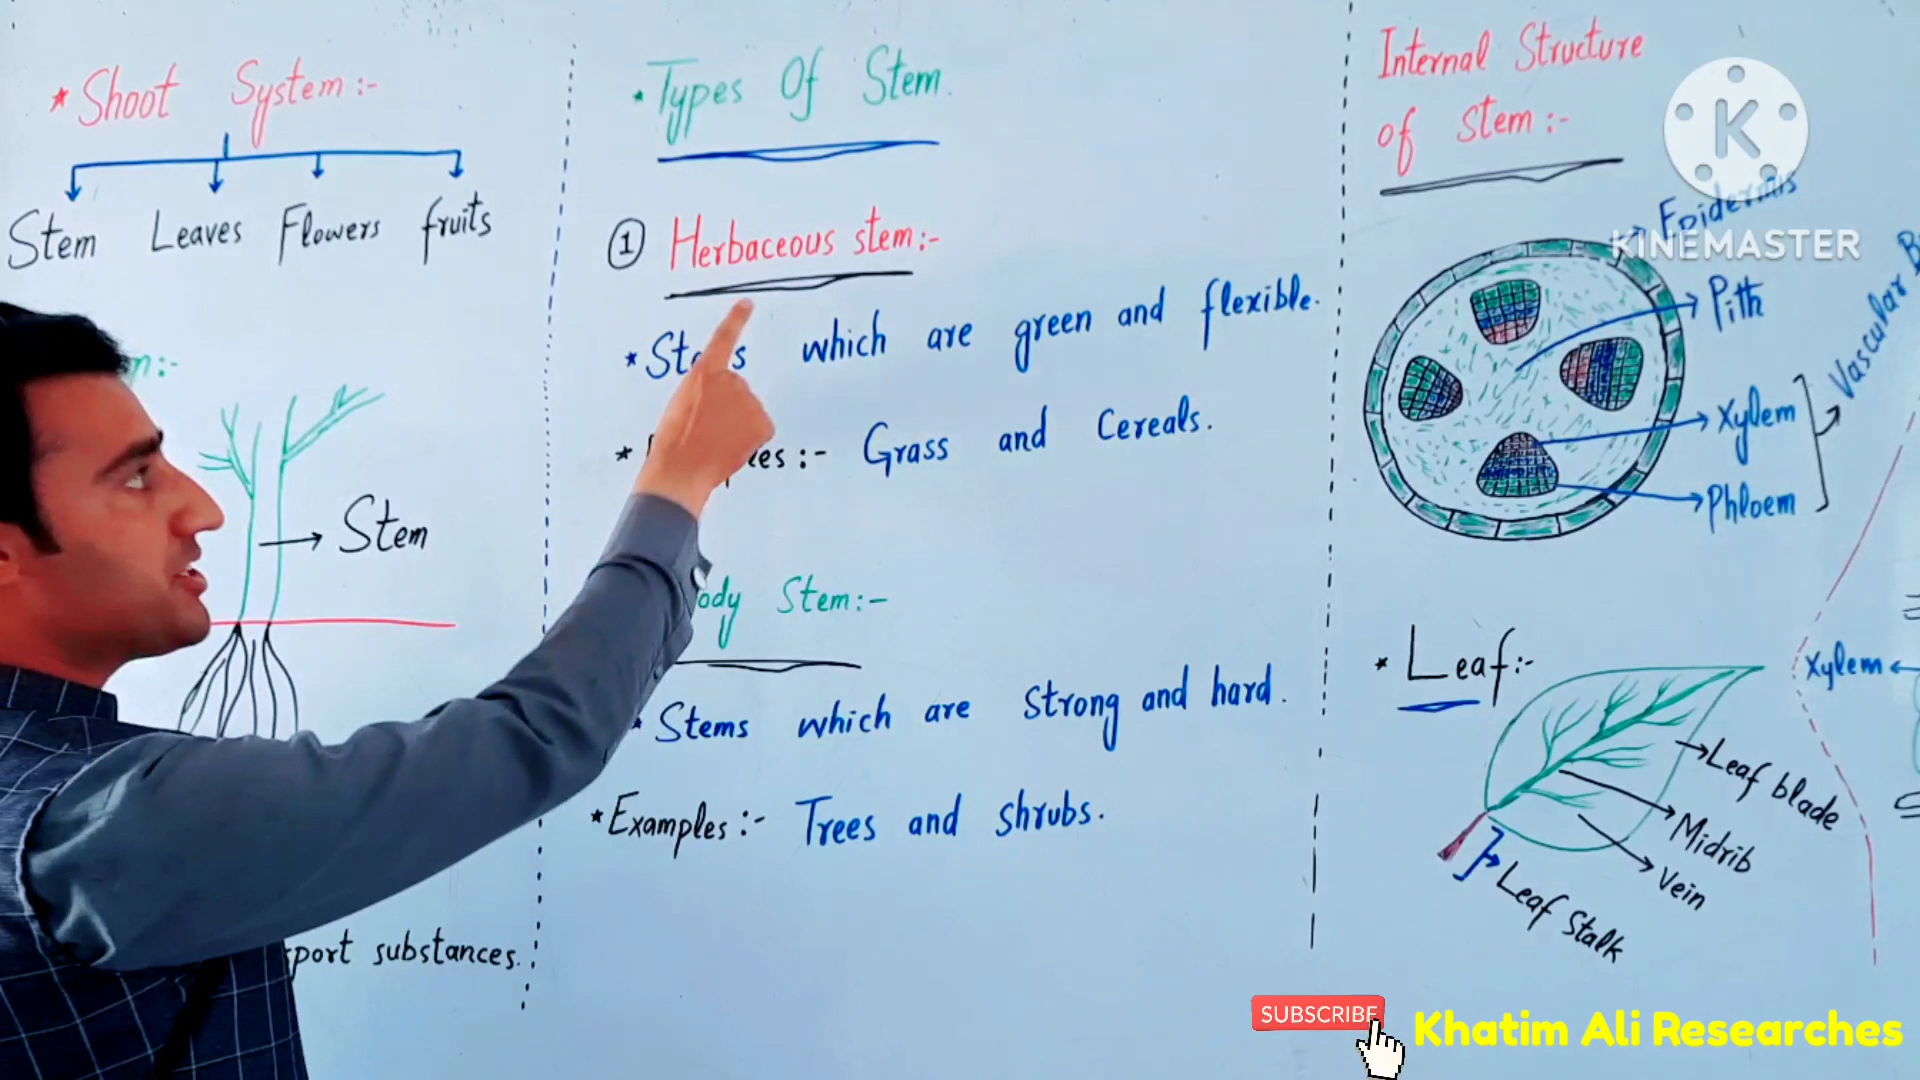 * Shoot System:-
Stem Leaves Flowers fruits
Stem
port substances.
• Types Of Stem.
① Herbaceous stem:-
* which are green and flexible.
* :- Grass and Cereals.
Stem:-
* Stems which are strong and hard.
* Examples:- Trees and shrubs.
Internal Structure
of Stem:-
Epidermis
Pith
Xylem
Phloem
Vascular
* Leaf:-
Leaf blade
Midrib
Vein
Leaf Stalk
Xylem
K
KINEMASTER
SUBSCRIBE
Khatim Ali Researches